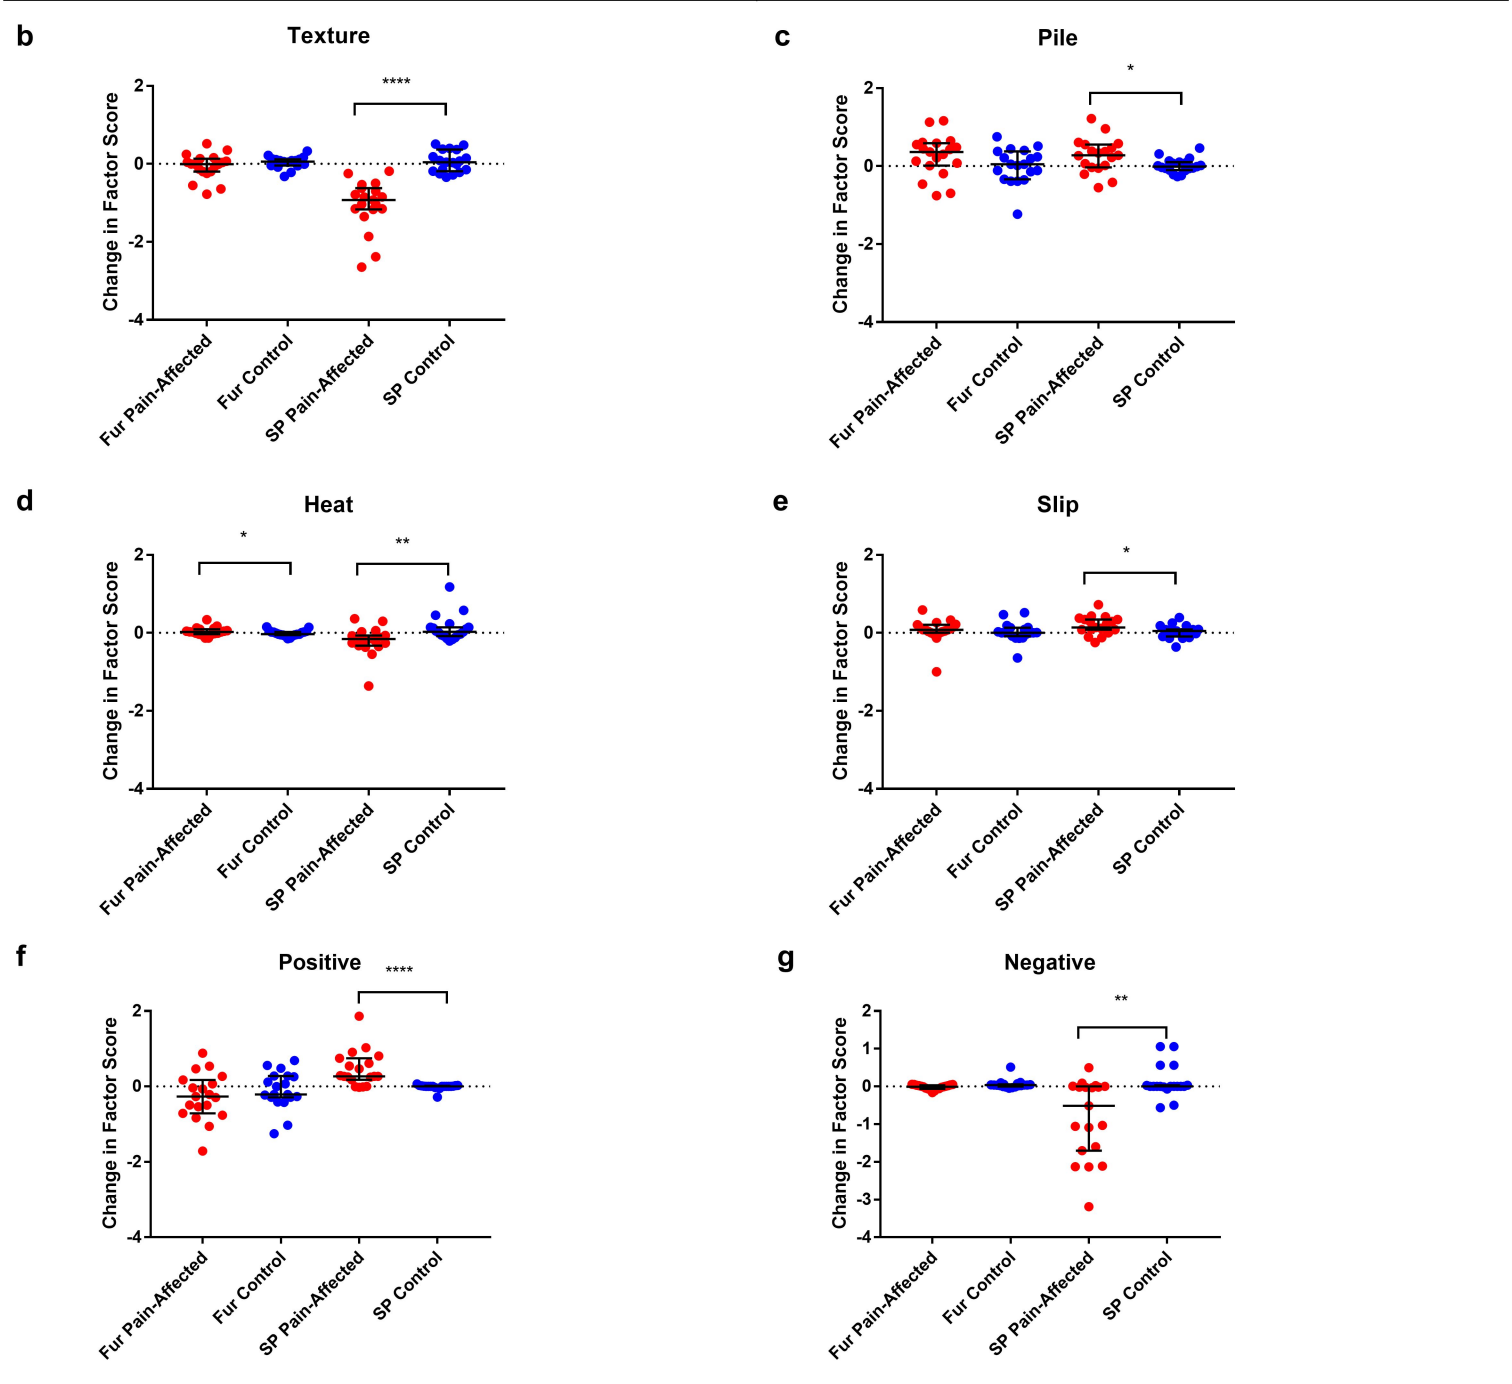 b
Texture
****
Change in Factor Score
2
0
-2
-4
Fur Pain-Affected
Fur Control
SP Pain-Affected
SP Control
c
Pile
*
Change in Factor Score
2
0
-2
-4
Fur Pain-Affected
Fur Control
SP Pain-Affected
SP Control
d
Heat
*
**
Change in Factor Score
2
0
-2
-4
Fur Pain-Affected
Fur Control
SP Pain-Affected
SP Control
e
Slip
*
Change in Factor Score
2
0
-2
-4
Fur Pain-Affected
Fur Control
SP Pain-Affected
SP Control
f
Positive
****
Change in Factor Score
2
0
-2
-4
Fur Pain-Affected
Fur Control
SP Pain-Affected
SP Control
g
Negative
**
Change in Factor Score
2
1
0
-1
-2
-3
-4
Fur Pain-Affected
Fur Control
SP Pain-Affected
SP Control